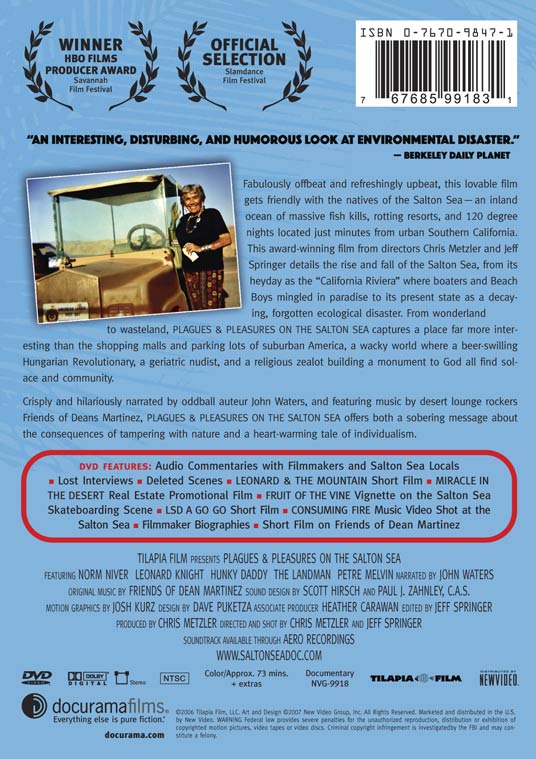 WINNER
HBO FILMS
PRODUCER AWARD
Savannah
Film Festival
OFFICIAL
SELECTION
Slamdance
Film Festival
ISBN 0-7670-9847-1
7 67685 99183 1
"AN INTERESTING, DISTURBING, AND HUMOROUS LOOK AT ENVIRONMENTAL DISASTER."
— BERKELEY DAILY PLANET
Fabulously offbeat and refreshingly upbeat, this lovable film
gets friendly with the natives of the Salton Sea—an inland
ocean of massive fish kills, rotting resorts, and 120 degree
nights located just minutes from urban Southern California.
This award-winning film from directors Chris Metzler and Jeff
Springer details the rise and fall of the Salton Sea, from its
heyday as the "California Riviera" where boaters and Beach
Boys mingled in paradise to its present state as a decay-
ing, forgotten ecological disaster. From wonderland
to wasteland, PLAGUES & PLEASURES ON THE SALTON SEA captures a place far more inter-
esting than the shopping malls and parking lots of suburban America, a wacky world where a beer-swilling
Hungarian Revolutionary, a geriatric nudist, and a religious zealot building a monument to God all find sol-
ace and community.
Crisply and hilariously narrated by oddball auteur John Waters, and featuring music by desert lounge rockers
Friends of Deans Martinez, PLAGUES & PLEASURES ON THE SALTON SEA offers both a sobering message about
the consequences of tampering with nature and a heart-warming tale of individualism.
DVD FEATURES: Audio Commentaries with Filmmakers and Salton Sea Locals
▪ Lost Interviews ▪ Deleted Scenes ▪ LEONARD & THE MOUNTAIN Short Film ▪ MIRACLE IN
THE DESERT Real Estate Promotional Film ▪ FRUIT OF THE VINE Vignette on the Salton Sea
Skateboarding Scene ▪ LSD A GO GO Short Film ▪ CONSUMING FIRE Music Video Shot at the
Salton Sea ▪ Filmmaker Biographies ▪ Short Film on Friends of Dean Martinez
TILAPIA FILM PRESENTS PLAGUES & PLEASURES ON THE SALTON SEA
FEATURING NORM NIVER LEONARD KNIGHT HUNKY DADDY THE LANDMAN PETRE MELVIN NARRATED BY JOHN WATERS
ORIGINAL MUSIC BY FRIENDS OF DEAN MARTINEZ SOUND DESIGN BY SCOTT HIRSCH AND PAUL J. ZAHNLEY, C.A.S.
MOTION GRAPHICS BY JOSH KURZ DESIGN BY DAVE PUKETZA ASSOCIATE PRODUCER HEATHER CARAWAN EDITED BY JEFF SPRINGER
PRODUCED BY CHRIS METZLER DIRECTED AND SHOT BY CHRIS METZLER AND JEFF SPRINGER
SOUNDTRACK AVAILABLE THROUGH AERO RECORDINGS
WWW.SALTONSEADOC.COM
DVD VIDEO DOLBY DIGITAL Stereo NTSC
Color/Approx. 73 mins.
+ extras
Documentary
NVG-9918
TILAPIA FILM
DISTRIBUTED BY
NEWVIDEO
docuramafilms.
Everything else is pure fiction.
docurama.com
©2006 Tilapia Film, LLC. Art and Design ©2007 New Video Group, Inc. All Rights Reserved. Marketed and distributed in the U.S.
by New Video. WARNING Federal law provides severe penalties for the unauthorized reproduction, distribution or exhibition of
copyrighted motion pictures, video tapes or video discs. Criminal copyright infringement is investigatedby the FBI and may con-
stitute a felony.